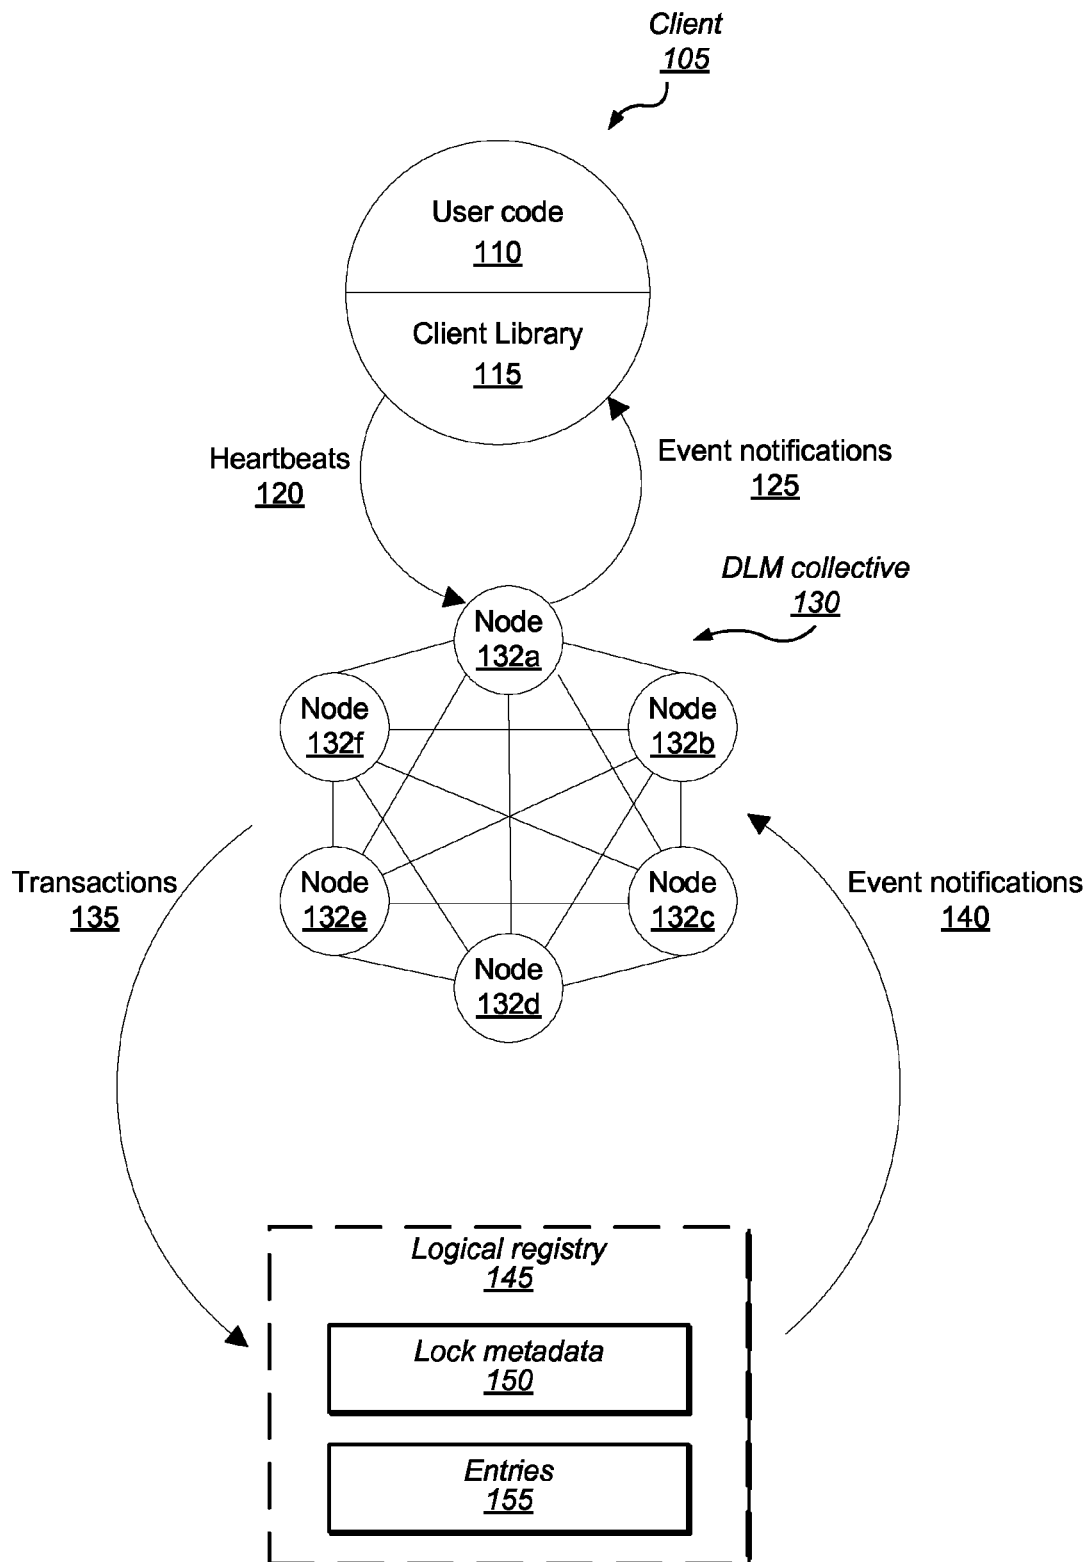 Client
105
User code
110
Client Library
115
Heartbeats
120
Event notifications
125
DLM collective
130
Node
132a
Node
132f
Node
132b
Transactions
135
Node
132e
Node
132c
Event notifications
140
Node
132d
Logical registry
145
Lock metadata
150
Entries
155